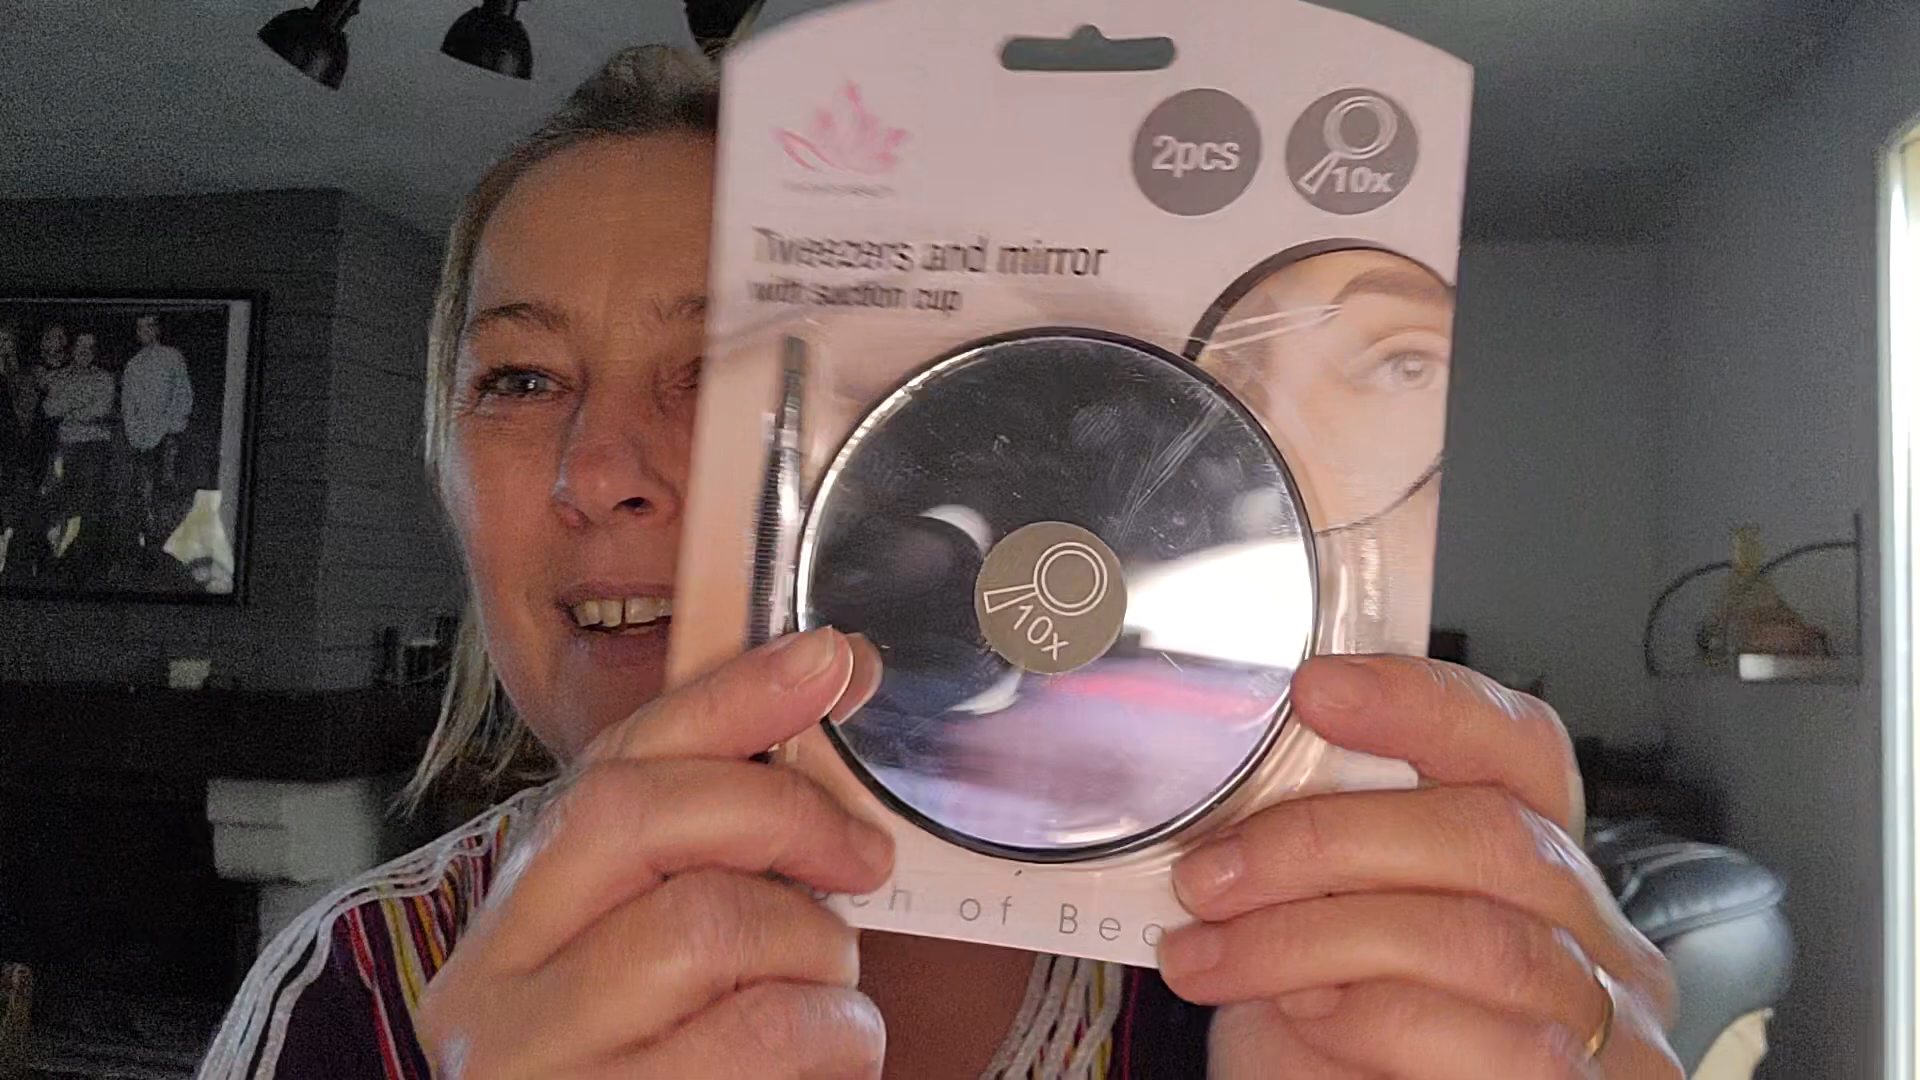 2pcs
10x
Tweezers and mirror
with suction cup
10x
of Bea